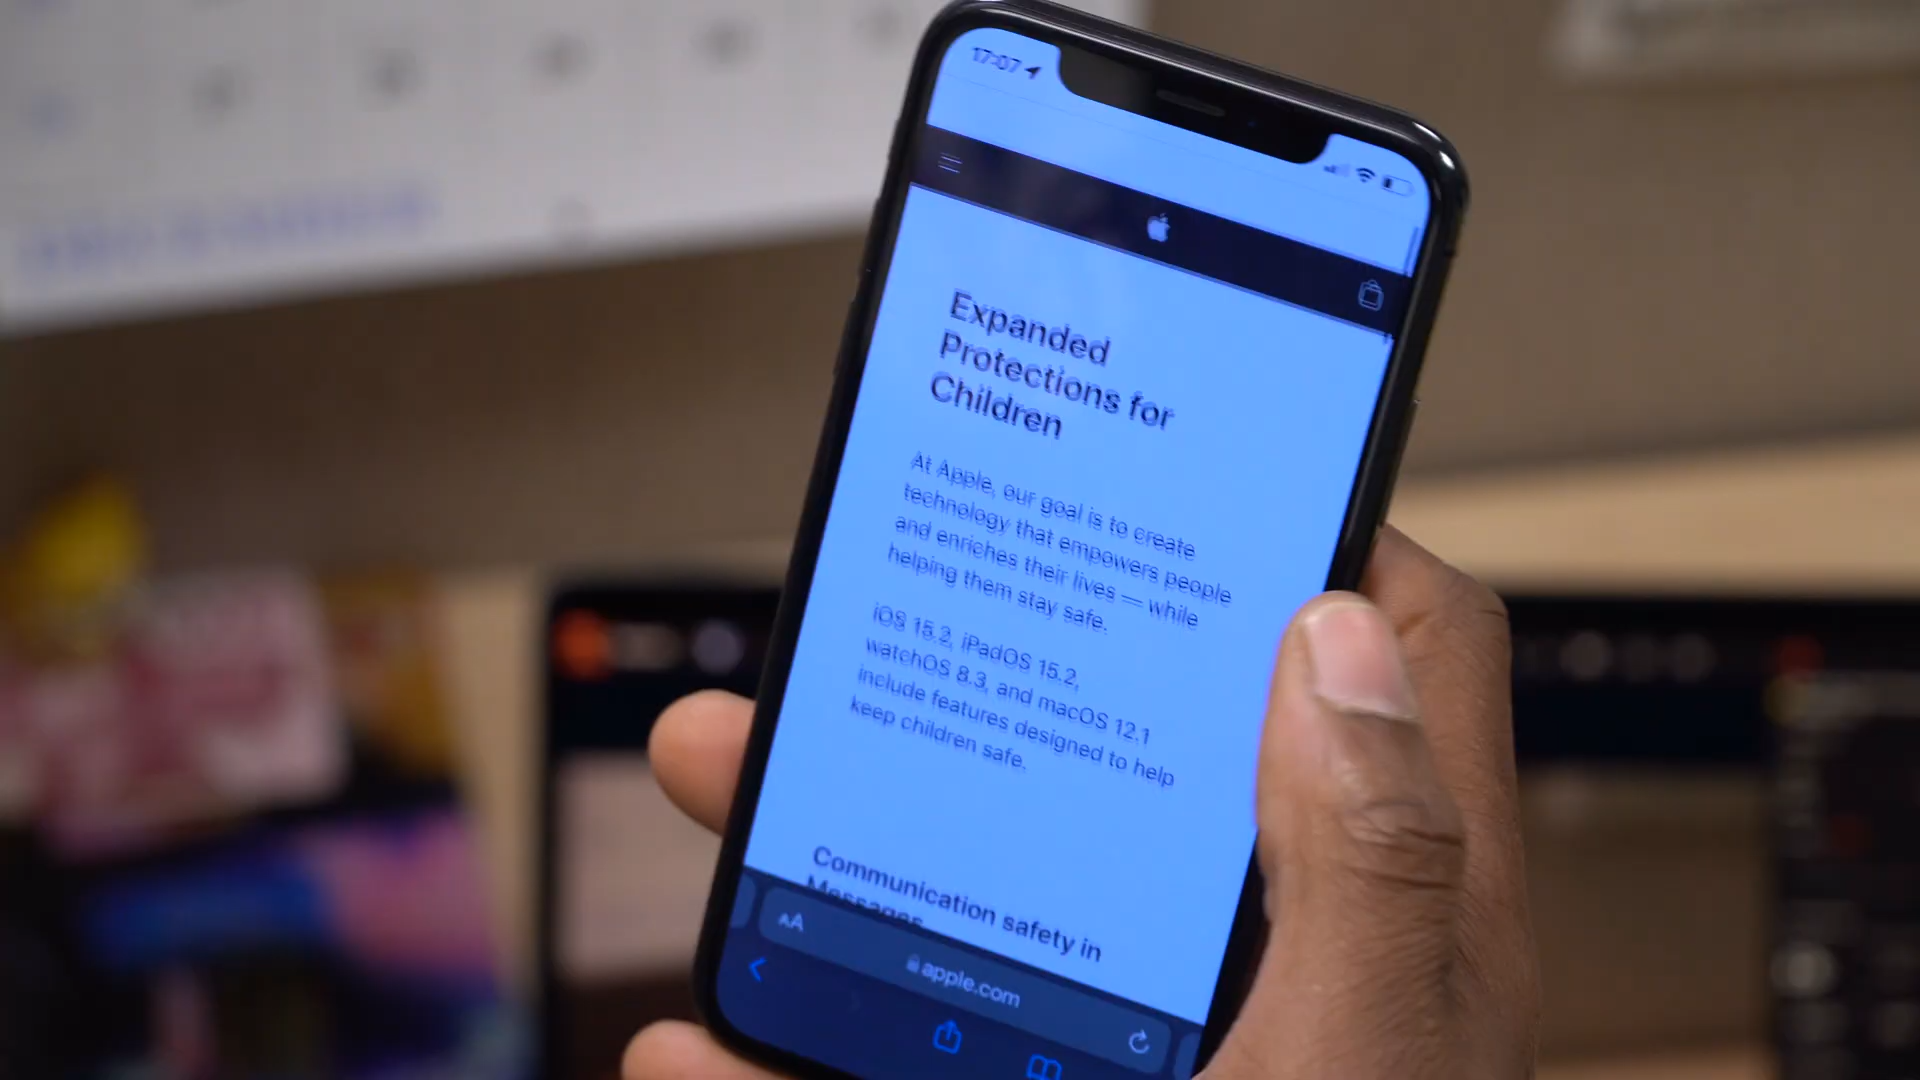 17:07
Expanded
Protections for
Children
At Apple, our goal is to create
technology that empowers people
and enriches their lives — while
helping them stay safe.
iOS 15.2, iPadOS 15.2,
watchOS 8.3, and macOS 12.1
include features designed to help
keep children safe.
Communication safety in
Messages
AA
apple.com